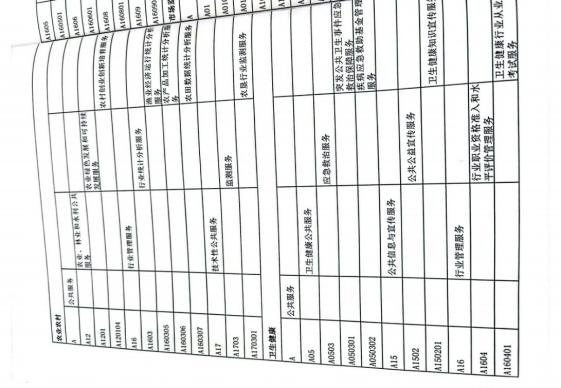 农业农村
A 公共服务
A12 农业、林业和水利公共服务
A1201 农业绿色发展和可持续发展服务
A120104 农村创业创新培育服务
A16 行业管理服务
A1603 行业统计分析服务
A160305 渔业经济运行统计分析服务
A160306 农产品加工统计分析服务
A160307 农田数据统计分析服务
A17 技术性公共服务
A1703 监测服务
A170301 农垦行业监测服务
卫生健康
A 公共服务
A05 卫生健康公共服务
A0503 应急救治服务
A050301 突发公共卫生事件应急救治保障服务
A050302 疾病应急救助基金管理服务
A15 公共信息与宣传服务
A1502 公共公益宣传服务
A150201 卫生健康知识宣传服
A16 行业管理服务
A1604 行业职业资格准入和水平评价管理服务
A160401 卫生健康行业从业
考试服务
A1605
A160501
A1606
A160601
A1608
A160801
A1609
市场监
A
A01